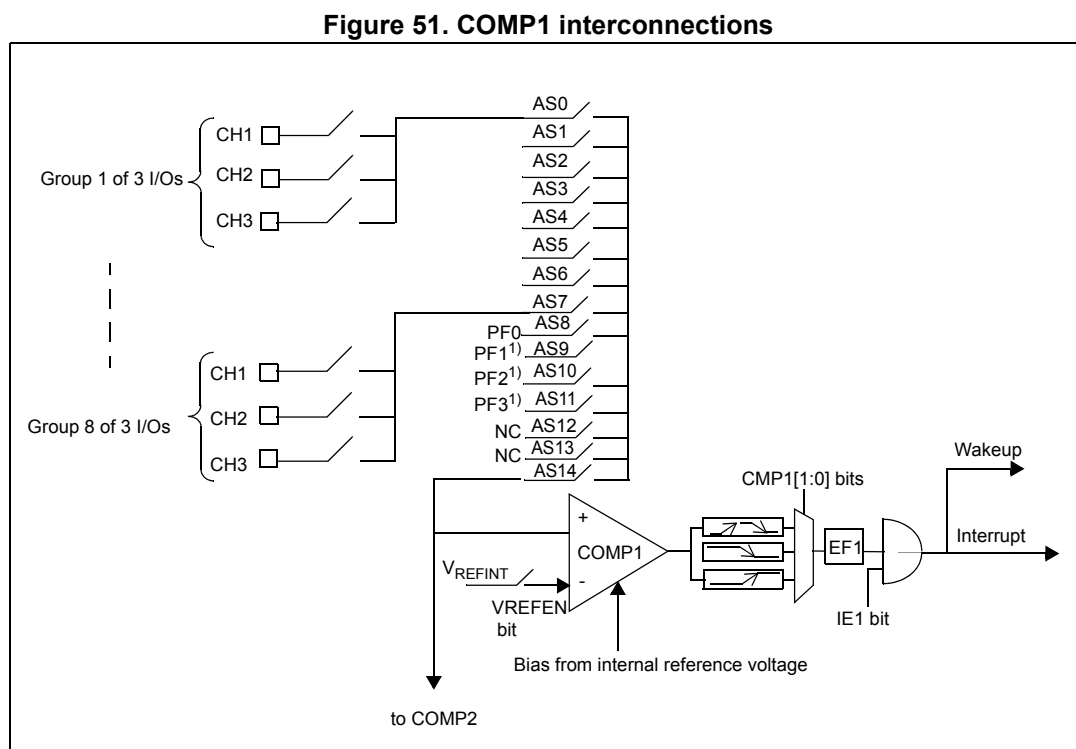 Figure 51. COMP1 interconnections
AS0
CH1
AS1
Group 1 of 3 I/Os
CH2
AS2
AS3
CH3
AS4
AS5
AS6
AS7
PF0 AS8
PF1¹⁾ AS9
CH1
PF2¹⁾ AS10
PF3¹⁾ AS11
Group 8 of 3 I/Os
CH2
NC AS12
NC AS13
CH3
AS14
Wakeup
CMP1[1:0] bits
+
COMP1
EF1
Interrupt
VREFINT
-
VREFEN
bit
IE1 bit
Bias from internal reference voltage
to COMP2